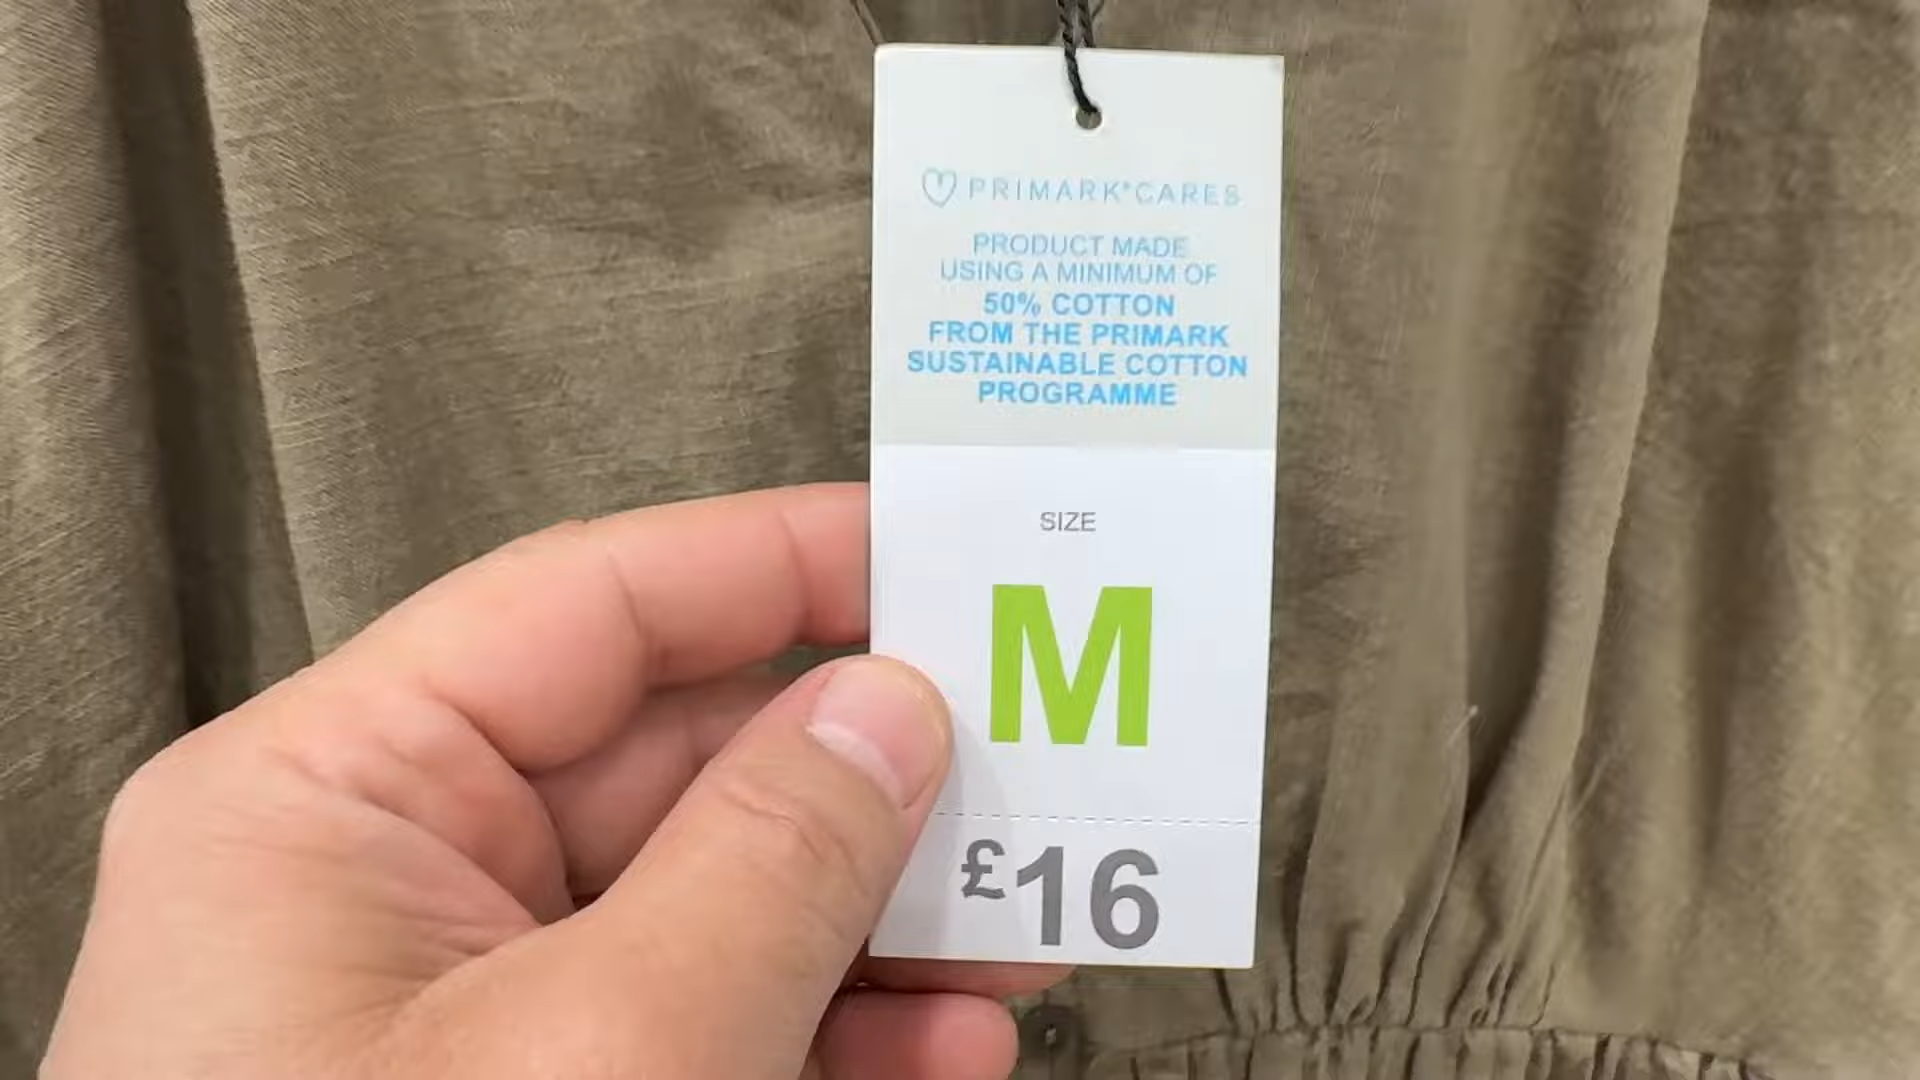 PRIMARK®CARES
PRODUCT MADE
USING A MINIMUM OF
50% COTTON
FROM THE PRIMARK
SUSTAINABLE COTTON
PROGRAMME
SIZE
M
£16